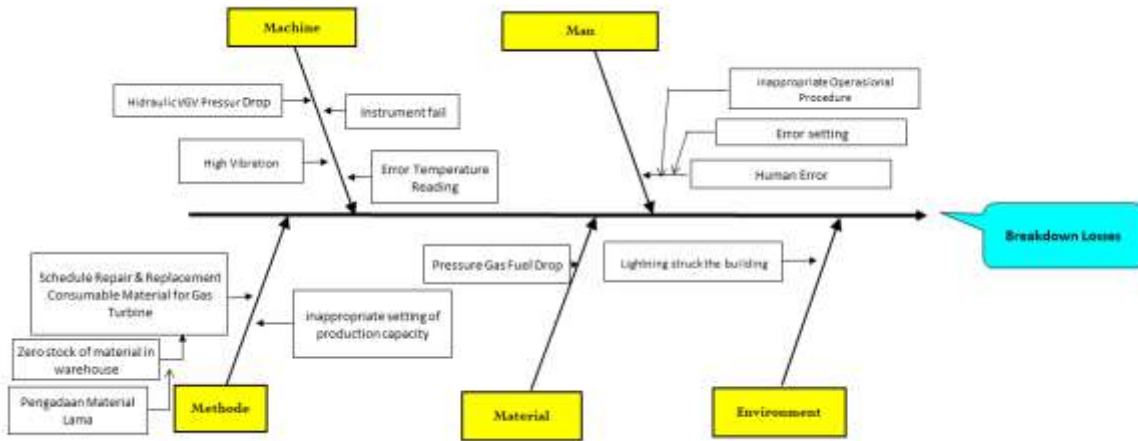 Machine
Man
Hidraulic VGV Pressur Drop
Instrument fail
High Vibration
Error Temperature
Reading
inappropriate Operasional
Procedure
Error setting
Human Error
Breakdown Losses
Schedule Repair & Replacement
Consumable Material for Gas
Turbine
inappropriate setting of
production capacity
Pressure Gas Fuel Drop
Lightning struck the building
Zero stock of material in
warehouse
Pengadaan Material
Lama
Methode
Material
Environment